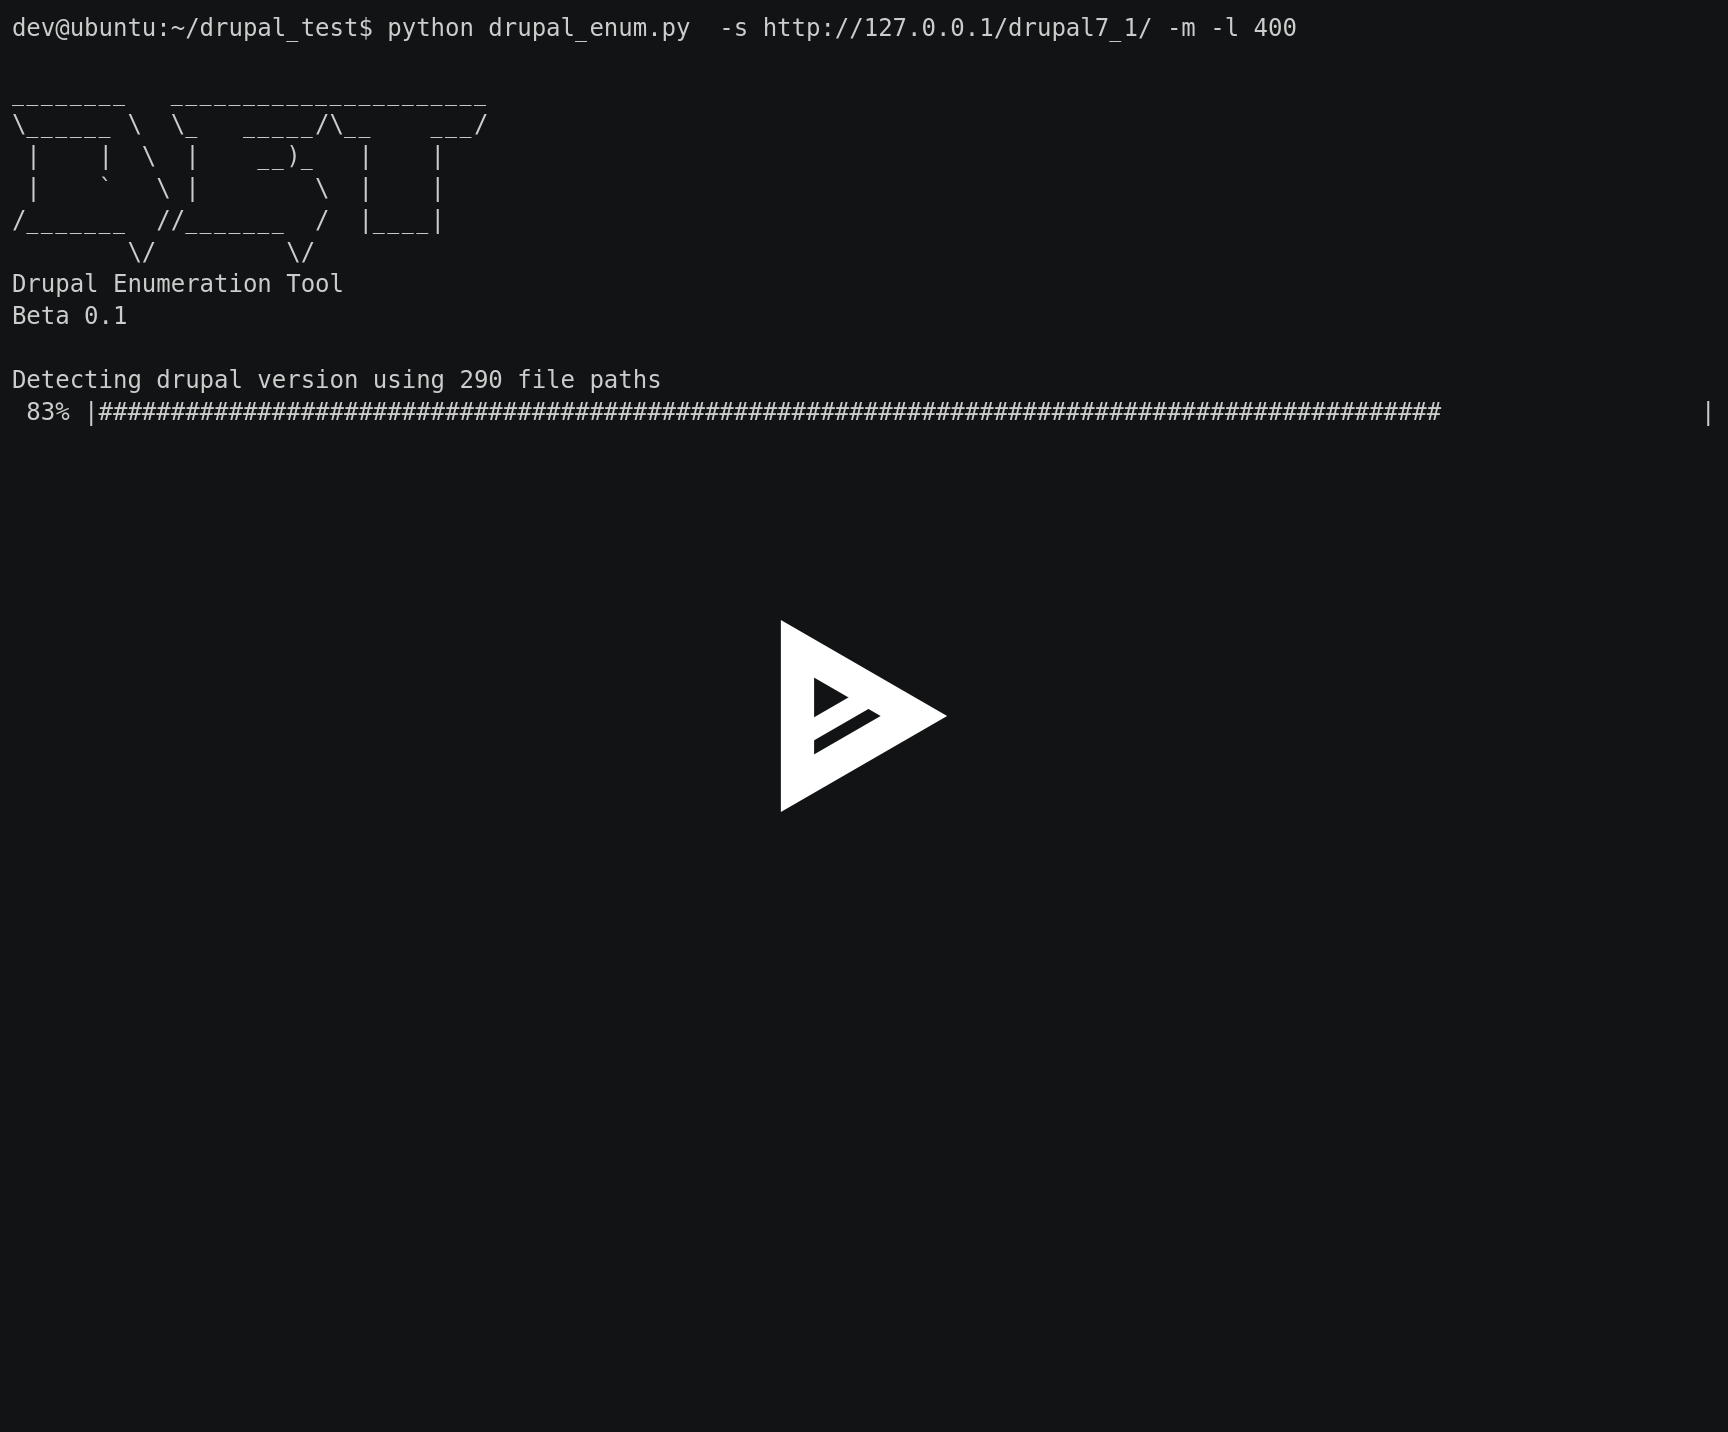 dev@ubuntu:~/drupal_test$ python drupal_enum.py  -s http://127.0.0.1/drupal7_1/ -m -l 400
________   ______________________
\______ \  \_   _____/\__    ___/
 |    |  \  |    __)_   |    |
 |    `   \ |        \  |    |
/_______  //_______  /  |____|
        \/         \/
Drupal Enumeration Tool
Beta 0.1
Detecting drupal version using 290 file paths
 83% |#############################################################################################                  |